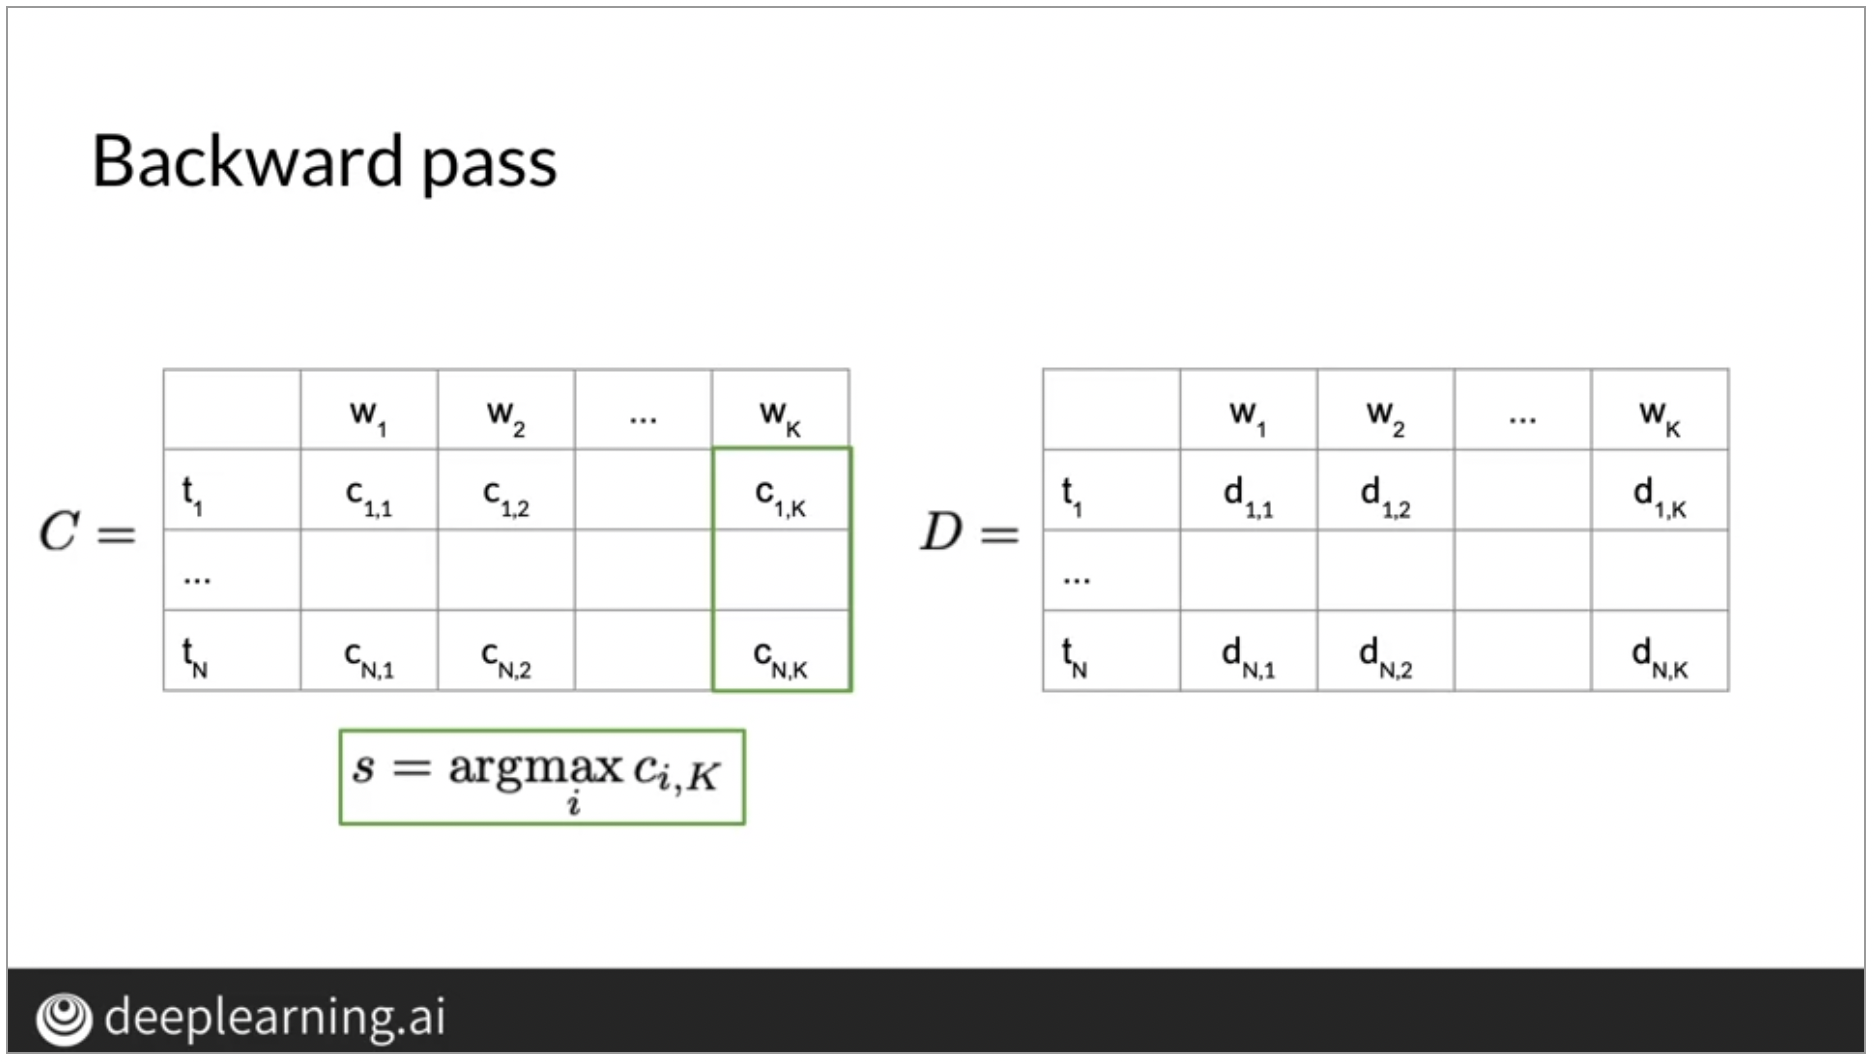 Backward pass
C =
w1 w2 ... wK
t1 c1,1 c1,2 c1,K
...
tN cN,1 cN,2 cN,K
D =
w1 w2 ... wK
t1 d1,1 d1,2 d1,K
...
tN dN,1 dN,2 dN,K
s = argmax ci,K
i
deeplearning.ai